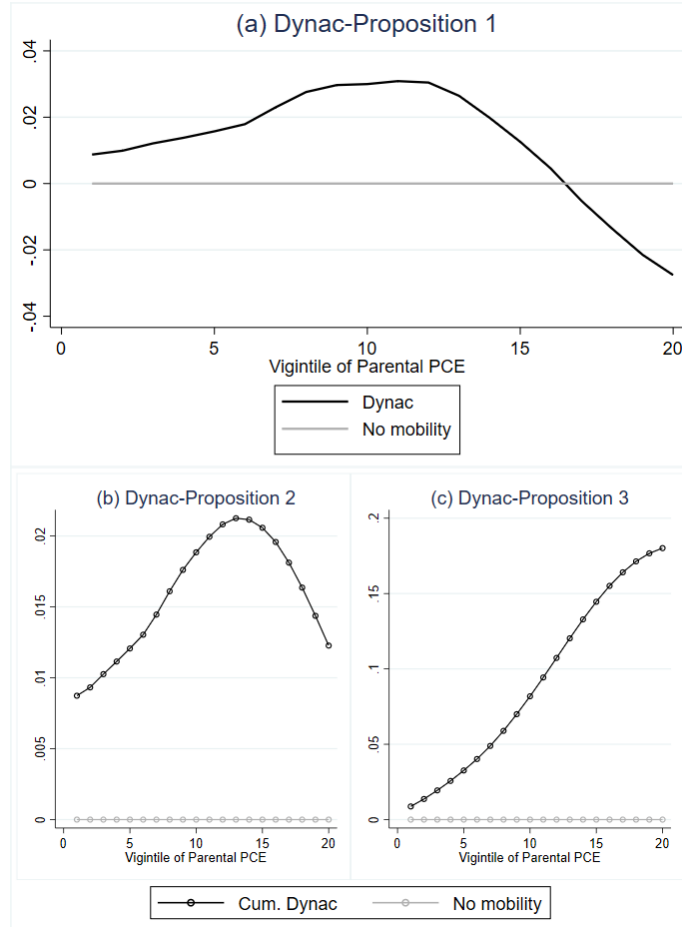 (a) Dynac-Proposition 1
.04
.02
0
-.02
-.04
0 5 10 15 20
Vigintile of Parental PCE
Dynac
No mobility
(b) Dynac-Proposition 2
.02
.015
.01
.005
0
0 5 10 15 20
Vigintile of Parental PCE
(c) Dynac-Proposition 3
.2
.15
.1
.05
0
0 5 10 15 20
Vigintile of Parental PCE
Cum. Dynac No mobility